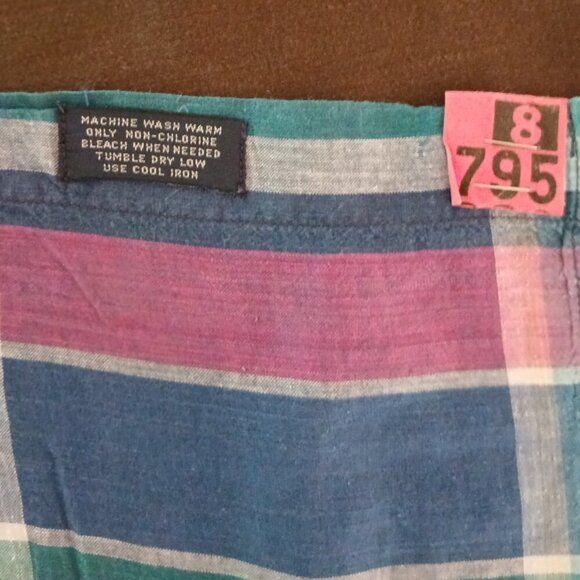 MACHINE WASH WARM
ONLY NON-CHLORINE
BLEACH WHEN NEEDED
TUMBLE DRY LOW
USE COOL IRON
8
795